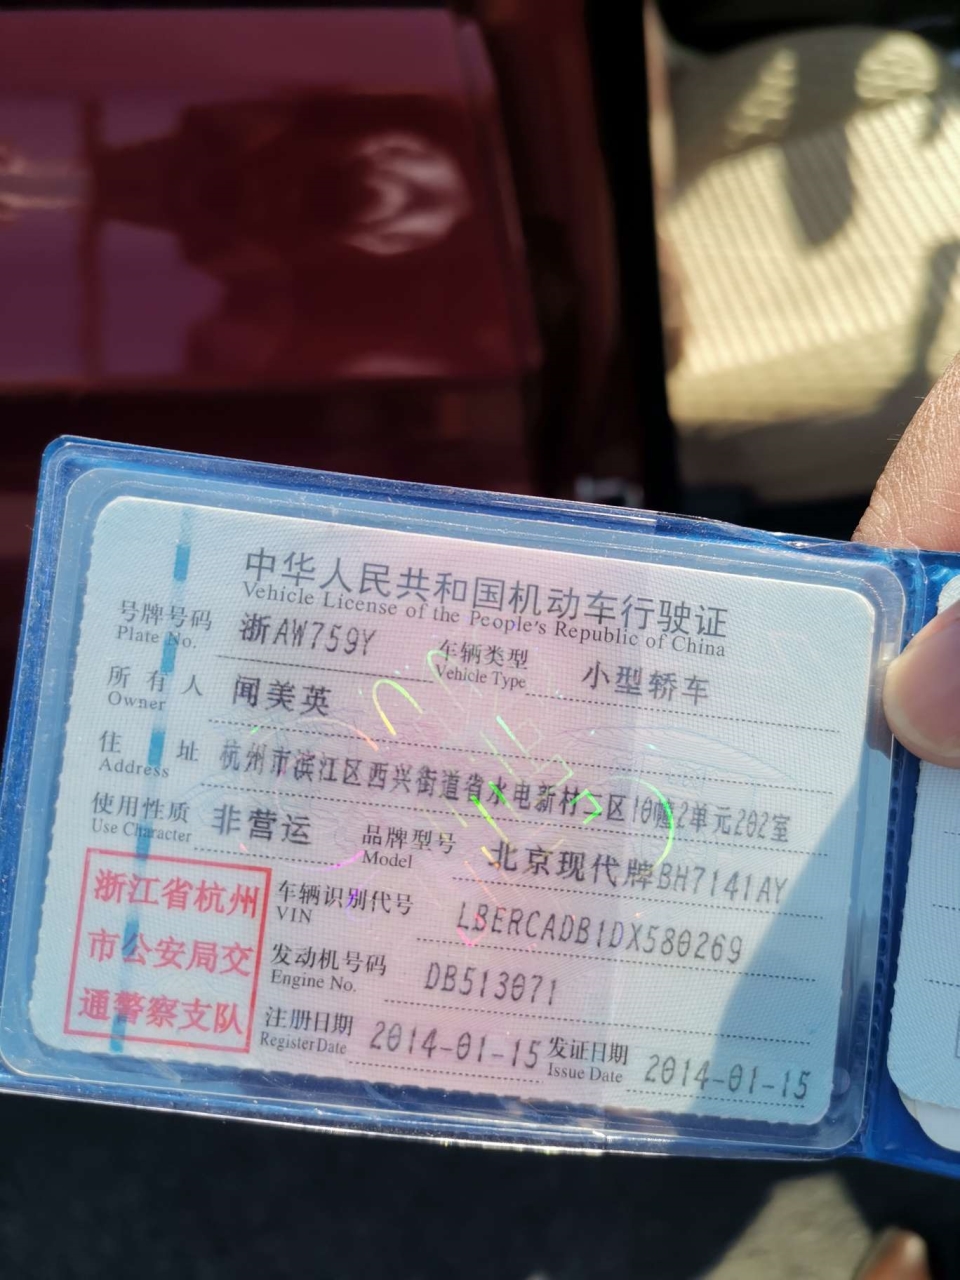 中华人民共和国机动车行驶证
Vehicle License of the People's Republic of China
号牌号码 浙AW759Y 车辆类型 小型轿车
Plate No. Vehicle Type
所有人 闻美英
Owner
住址 杭州市滨江区西兴街道省水电新村二区10幢2单元202室
Address
使用性质 非营运 品牌型号 北京现代牌BH7141AY
Use Character Model
浙江省杭州
市公安局交
通警察支队
车辆识别代号 LBERCADB1DX580269
VIN
发动机号码 DB513071
Engine No.
注册日期 2014-01-15 发证日期 2014-01-15
Register Date Issue Date